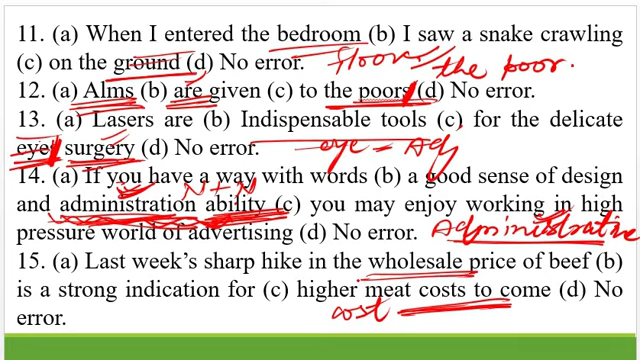 11. (a) When I entered the bedroom (b) I saw a snake crawling
(c) on the ground (d) No error. floor the poor.
12. (a) Alms (b) are given (c) to the poors (d) No error.
13. (a) Lasers are (b) Indispensable tools (c) for the delicate
eye surgery (d) No error. eye = Adj
14. (a) If you have a way with words (b) a good sense of design
N + N
and administration ability (c) you may enjoy working in high
pressure world of advertising (d) No error. Administrative
15. (a) Last week's sharp hike in the wholesale price of beef (b)
is a strong indication for (c) higher meat costs to come (d) No
cost
error.